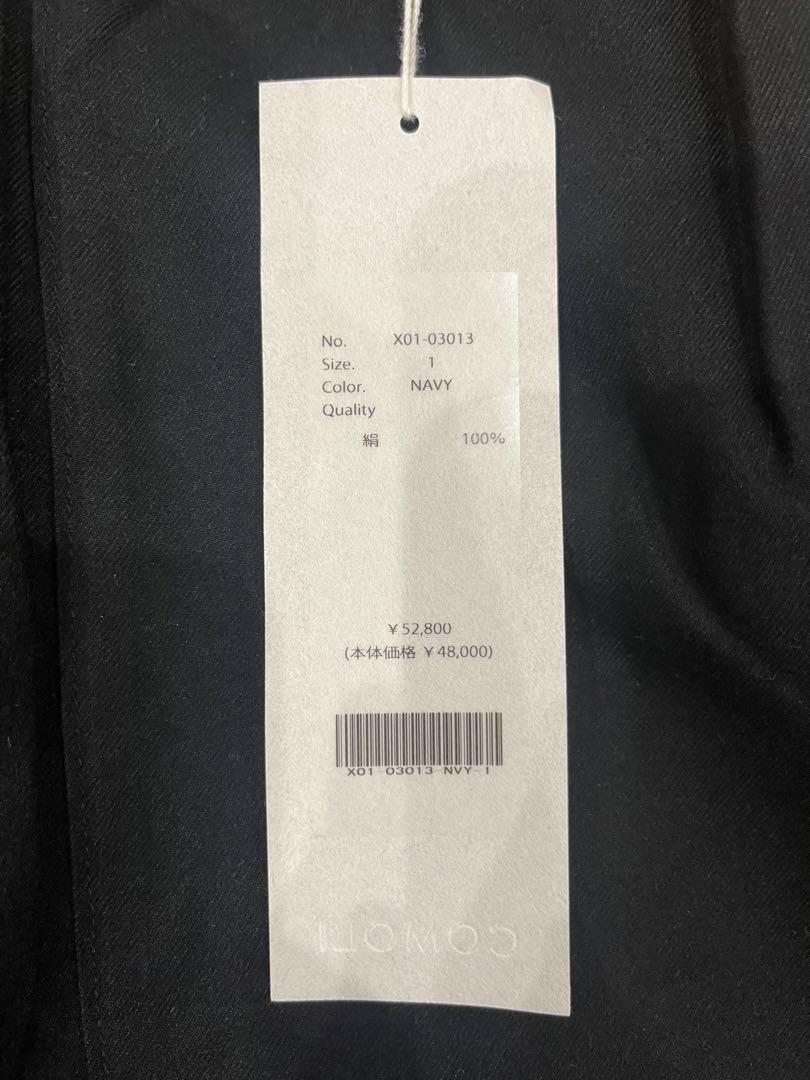 No. X01-03013
Size. 1
Color. NAVY
Quality
絹 100%
￥52,800
(本体価格 ￥48,000)
X01-03013-NVY-1
COMOLI